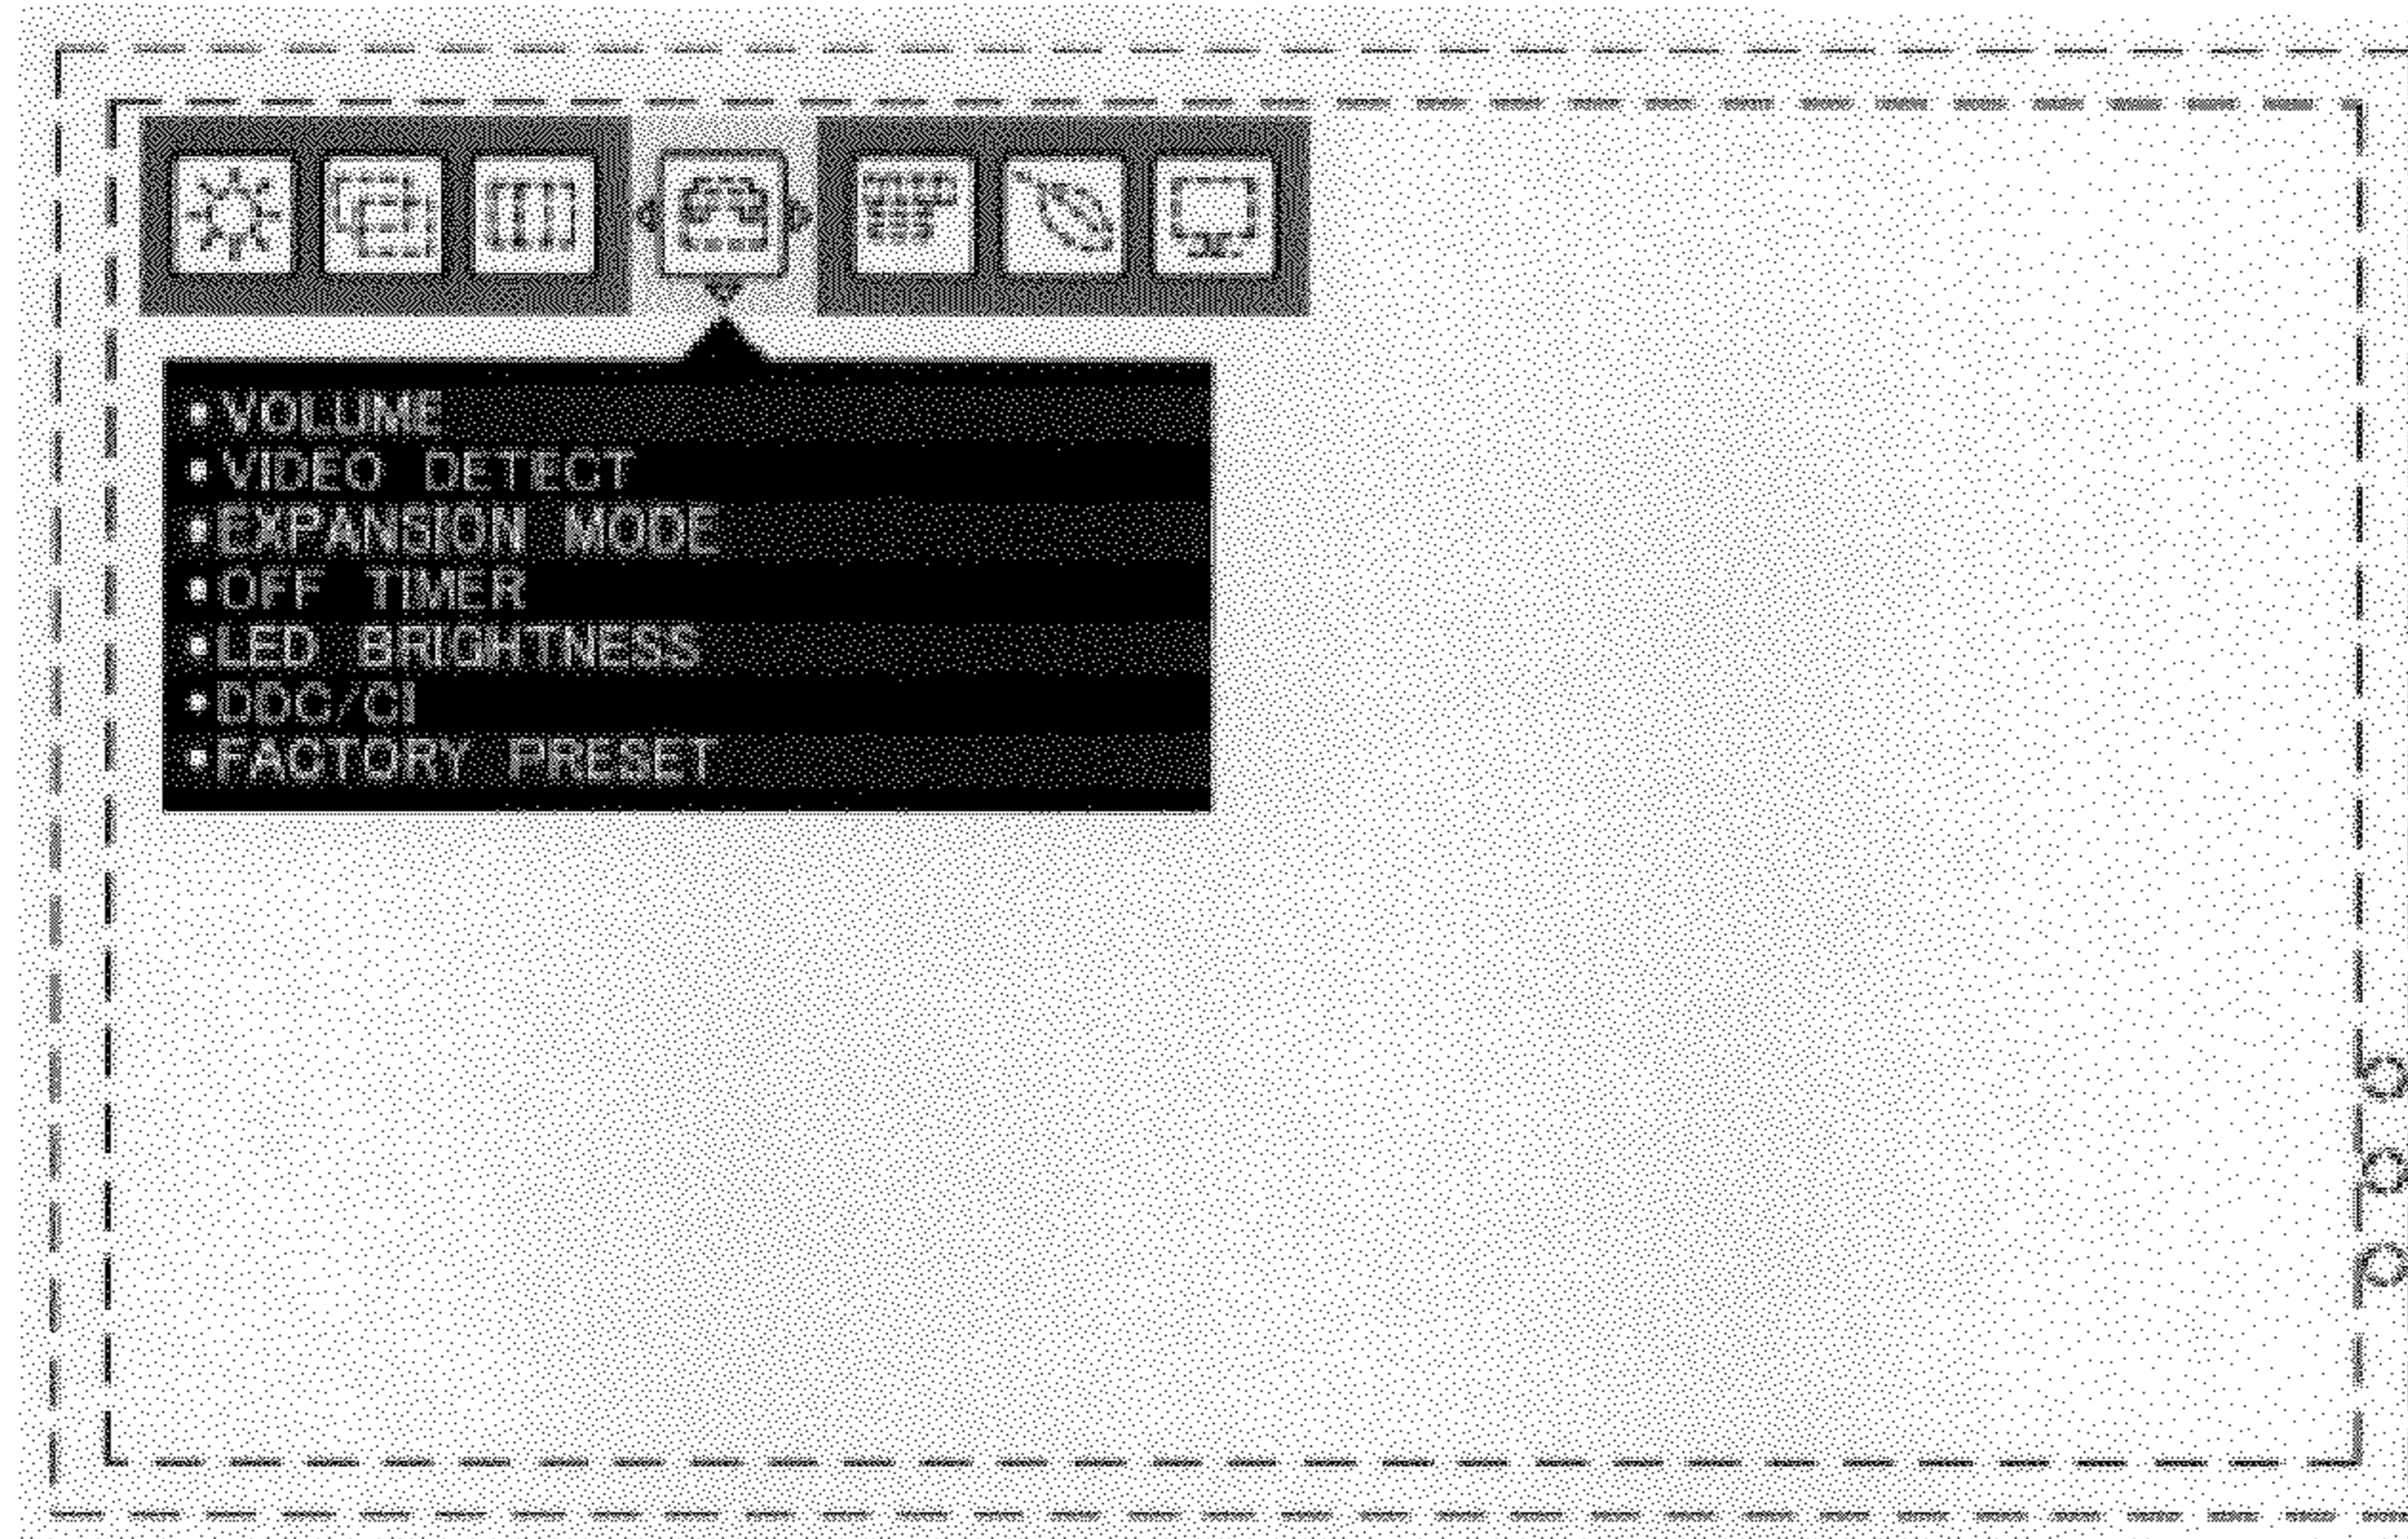 VOLUME
VIDEO DETECT
EXPANSION MODE
OFF TIMER
LED BRIGHTNESS
DDC/CI
FACTORY PRESET